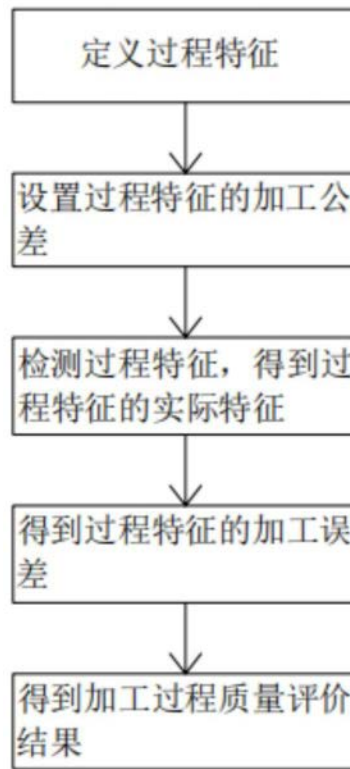 定义过程特征
设置过程特征的加工公
差
检测过程特征，得到过
程特征的实际特征
得到过程特征的加工误
差
得到加工过程质量评价
结果